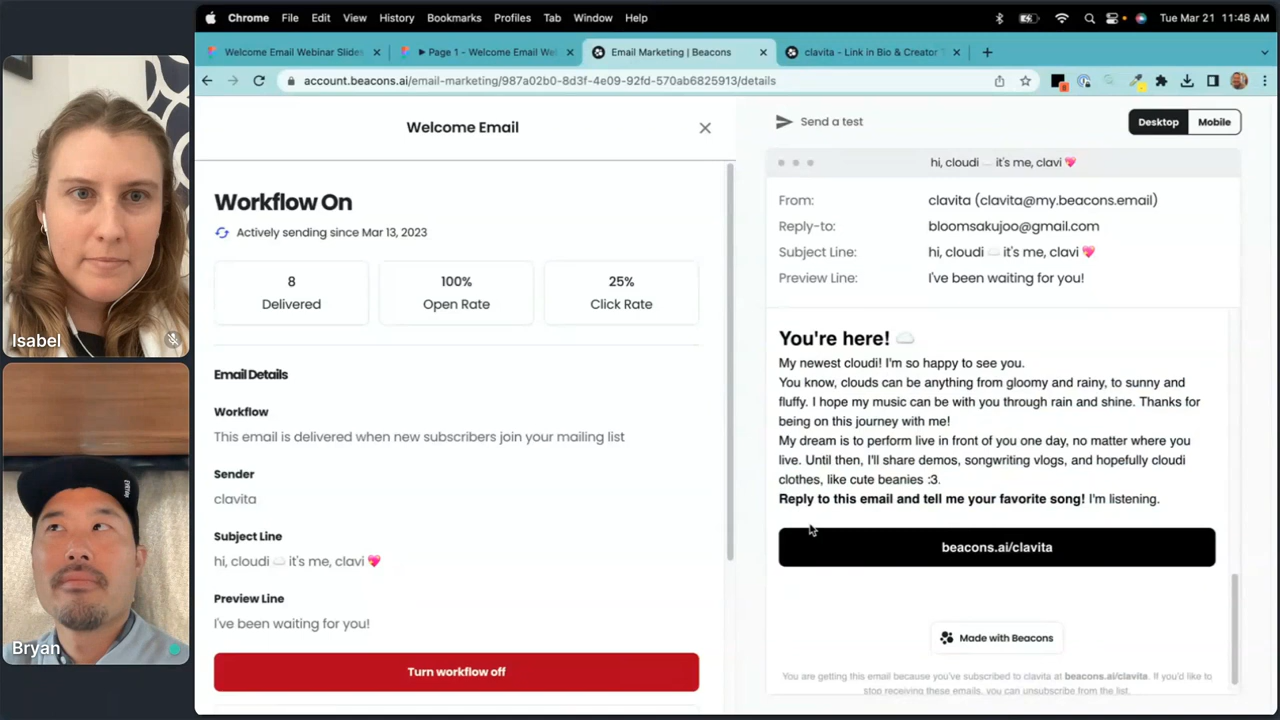 Chrome File Edit View History Bookmarks Profiles Tab Window Help Tue Mar 21 11:48 AM
Welcome Email Webinar Slides
Page 1 - Welcome Email We
Email Marketing | Beacons
clavita - Link in Bio & Creator T
account.beacons.ai/email-marketing/987a02b0-8d3f-4e09-92fd-570ab6825913/details
Isabel
Bryan
Welcome Email
Workflow On
Actively sending since Mar 13, 2023
8 100% 25%
Delivered Open Rate Click Rate
Email Details
Workflow
This email is delivered when new subscribers join your mailing list
Sender
clavita
Subject Line
hi, cloudi ☁️ it's me, clavi 💖
Preview Line
I've been waiting for you!
Turn workflow off
Send a test
Desktop Mobile
hi, cloudi ☁️ it's me, clavi 💖
From: clavita (clavita@my.beacons.email)
Reply-to: bloomsakujoo@gmail.com
Subject Line: hi, cloudi ☁️ it's me, clavi 💖
Preview Line: I've been waiting for you!
You're here! ☁️
My newest cloudi! I'm so happy to see you.
You know, clouds can be anything from gloomy and rainy, to sunny and
fluffy. I hope my music can be with you through rain and shine. Thanks for
being on this journey with me!
My dream is to perform live in front of you one day, no matter where you
live. Until then, I'll share demos, songwriting vlogs, and hopefully cloudi
clothes, like cute beanies :3.
Reply to this email and tell me your favorite song! I'm listening.
beacons.ai/clavita
Made with Beacons
You are getting this email because you've subscribed to clavita at beacons.ai/clavita. If you'd like to
stop receiving these emails, you can unsubscribe from the list.